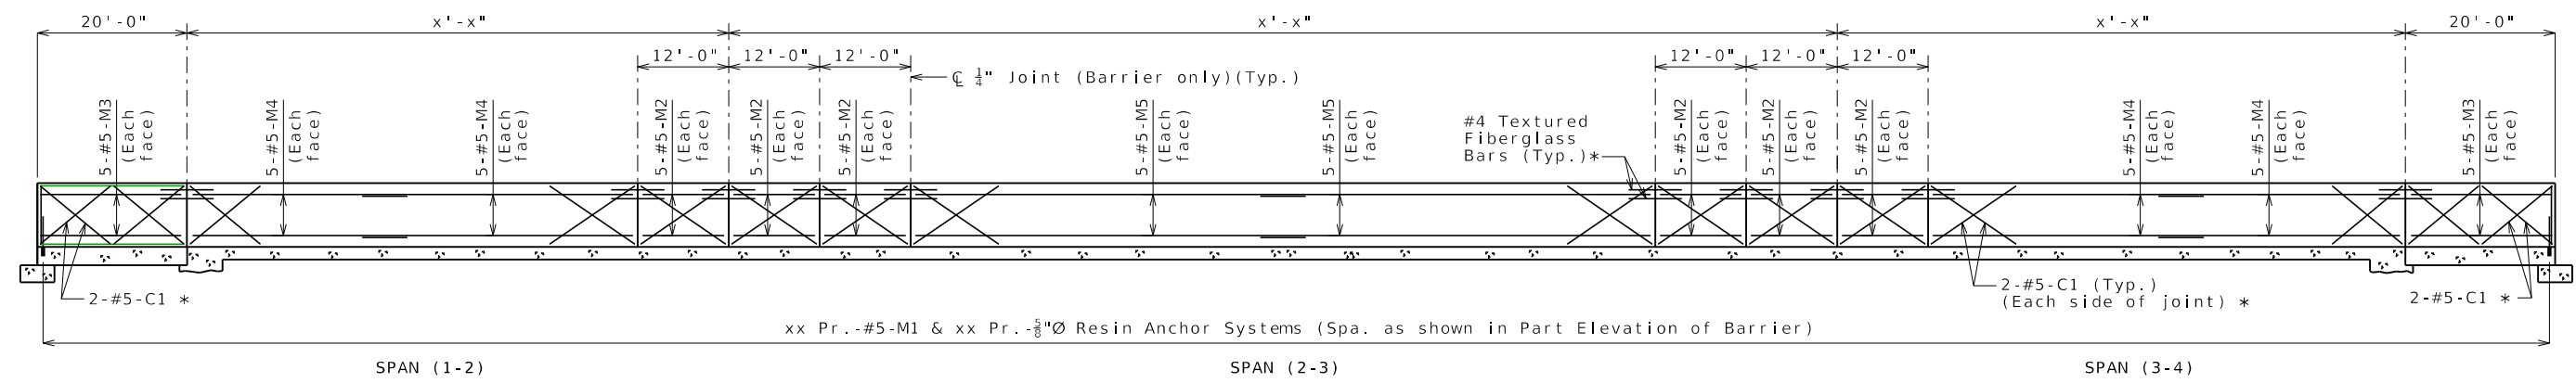 20'-0"
x'-x"
x'-x"
x'-x"
20'-0"
12'-0"
12'-0"
12'-0"
℄ 1/4" Joint (Barrier only)(Typ.)
12'-0"
12'-0"
12'-0"
5-#5-M3
(Each
face)
5-#5-M4
(Each
face)
5-#5-M4
(Each
face)
5-#5-M2
(Each
face)
5-#5-M2
(Each
face)
5-#5-M2
(Each
face)
5-#5-M5
(Each
face)
5-#5-M5
(Each
face)
#4 Textured
Fiberglass
Bars (Typ.)*
5-#5-M2
(Each
face)
5-#5-M2
(Each
face)
5-#5-M2
(Each
face)
5-#5-M4
(Each
face)
5-#5-M4
(Each
face)
5-#5-M3
(Each
face)
2-#5-C1 *
2-#5-C1 (Typ.)
(Each side of joint) *
2-#5-C1 *
xx Pr.-#5-M1 & xx Pr.-5/8"Ø Resin Anchor Systems (Spa. as shown in Part Elevation of Barrier)
SPAN (1-2)
SPAN (2-3)
SPAN (3-4)